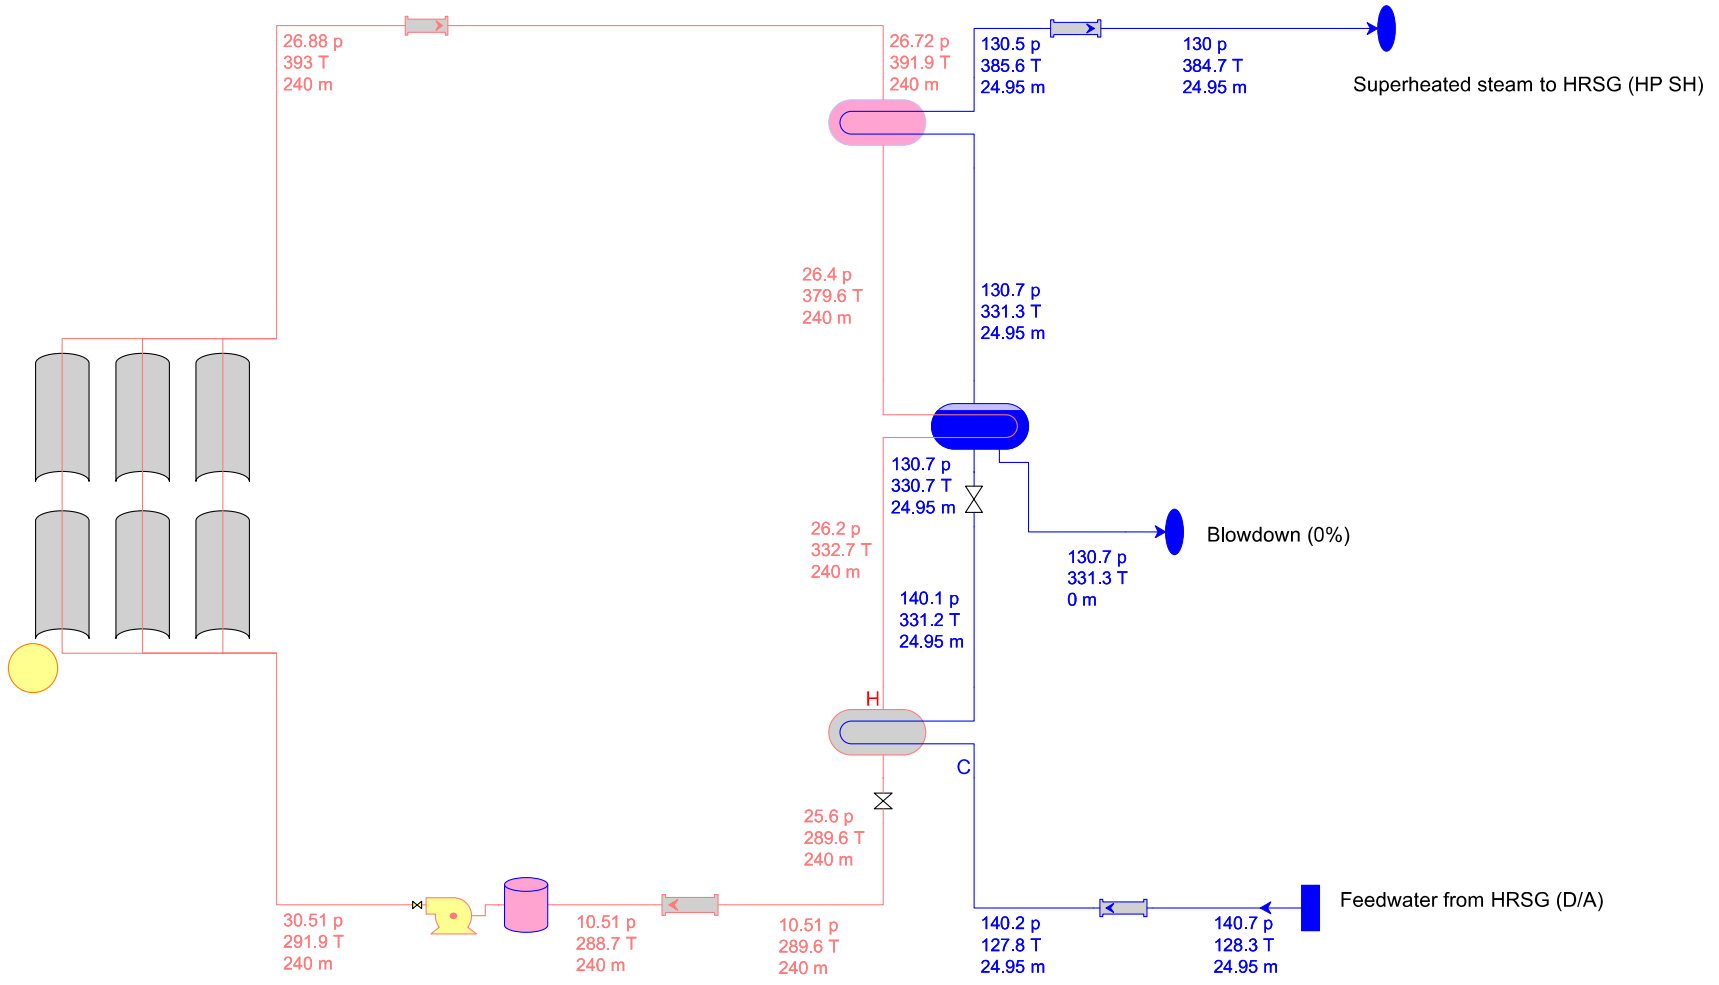 26.88 p
393 T
240 m
26.72 p
391.9 T
240 m
130.5 p
385.6 T
24.95 m
130 p
384.7 T
24.95 m
Superheated steam to HRSG (HP SH)
26.4 p
379.6 T
240 m
130.7 p
331.3 T
24.95 m
130.7 p
330.7 T
24.95 m
26.2 p
332.7 T
240 m
Blowdown (0%)
130.7 p
331.3 T
0 m
140.1 p
331.2 T
24.95 m
H
C
25.6 p
289.6 T
240 m
Feedwater from HRSG (D/A)
30.51 p
291.9 T
240 m
10.51 p
288.7 T
240 m
10.51 p
289.6 T
240 m
140.2 p
127.8 T
24.95 m
140.7 p
128.3 T
24.95 m